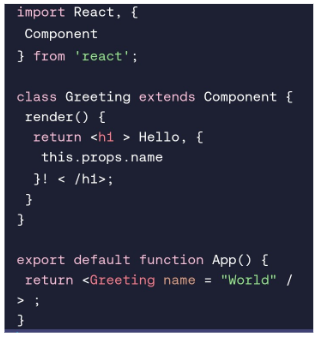 import React, {
 Component
} from 'react';

class Greeting extends Component {
 render() {
  return <h1 > Hello, {
   this.props.name
  }! < /h1>;
 }
}

export default function App() {
 return <Greeting name = "World" /
> ;
}